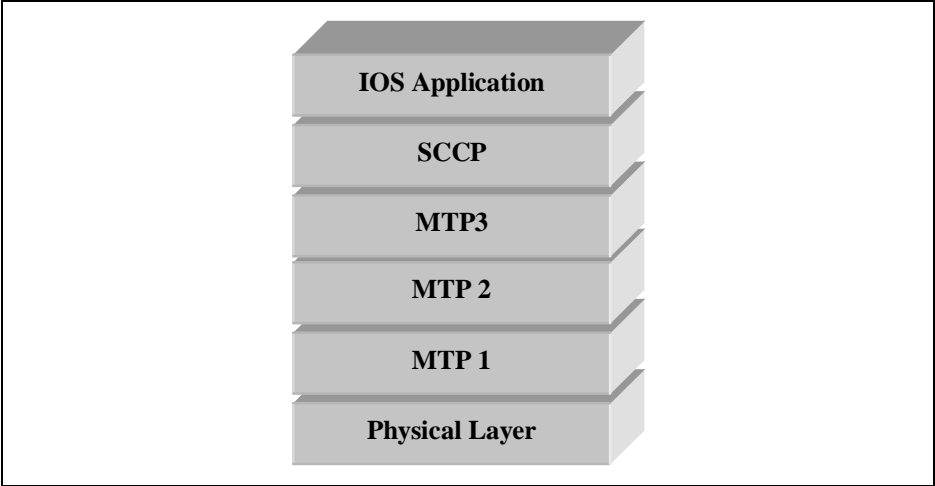 IOS Application
SCCP
MTP3
MTP 2
MTP 1
Physical Layer